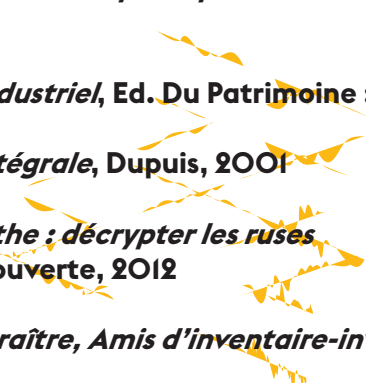 dustriel, Ed. Du Patrimoine :
tégrale, Dupuis, 2001
the : décrypter les ruses
ouverte, 2012
raître, Amis d'inventaire-in